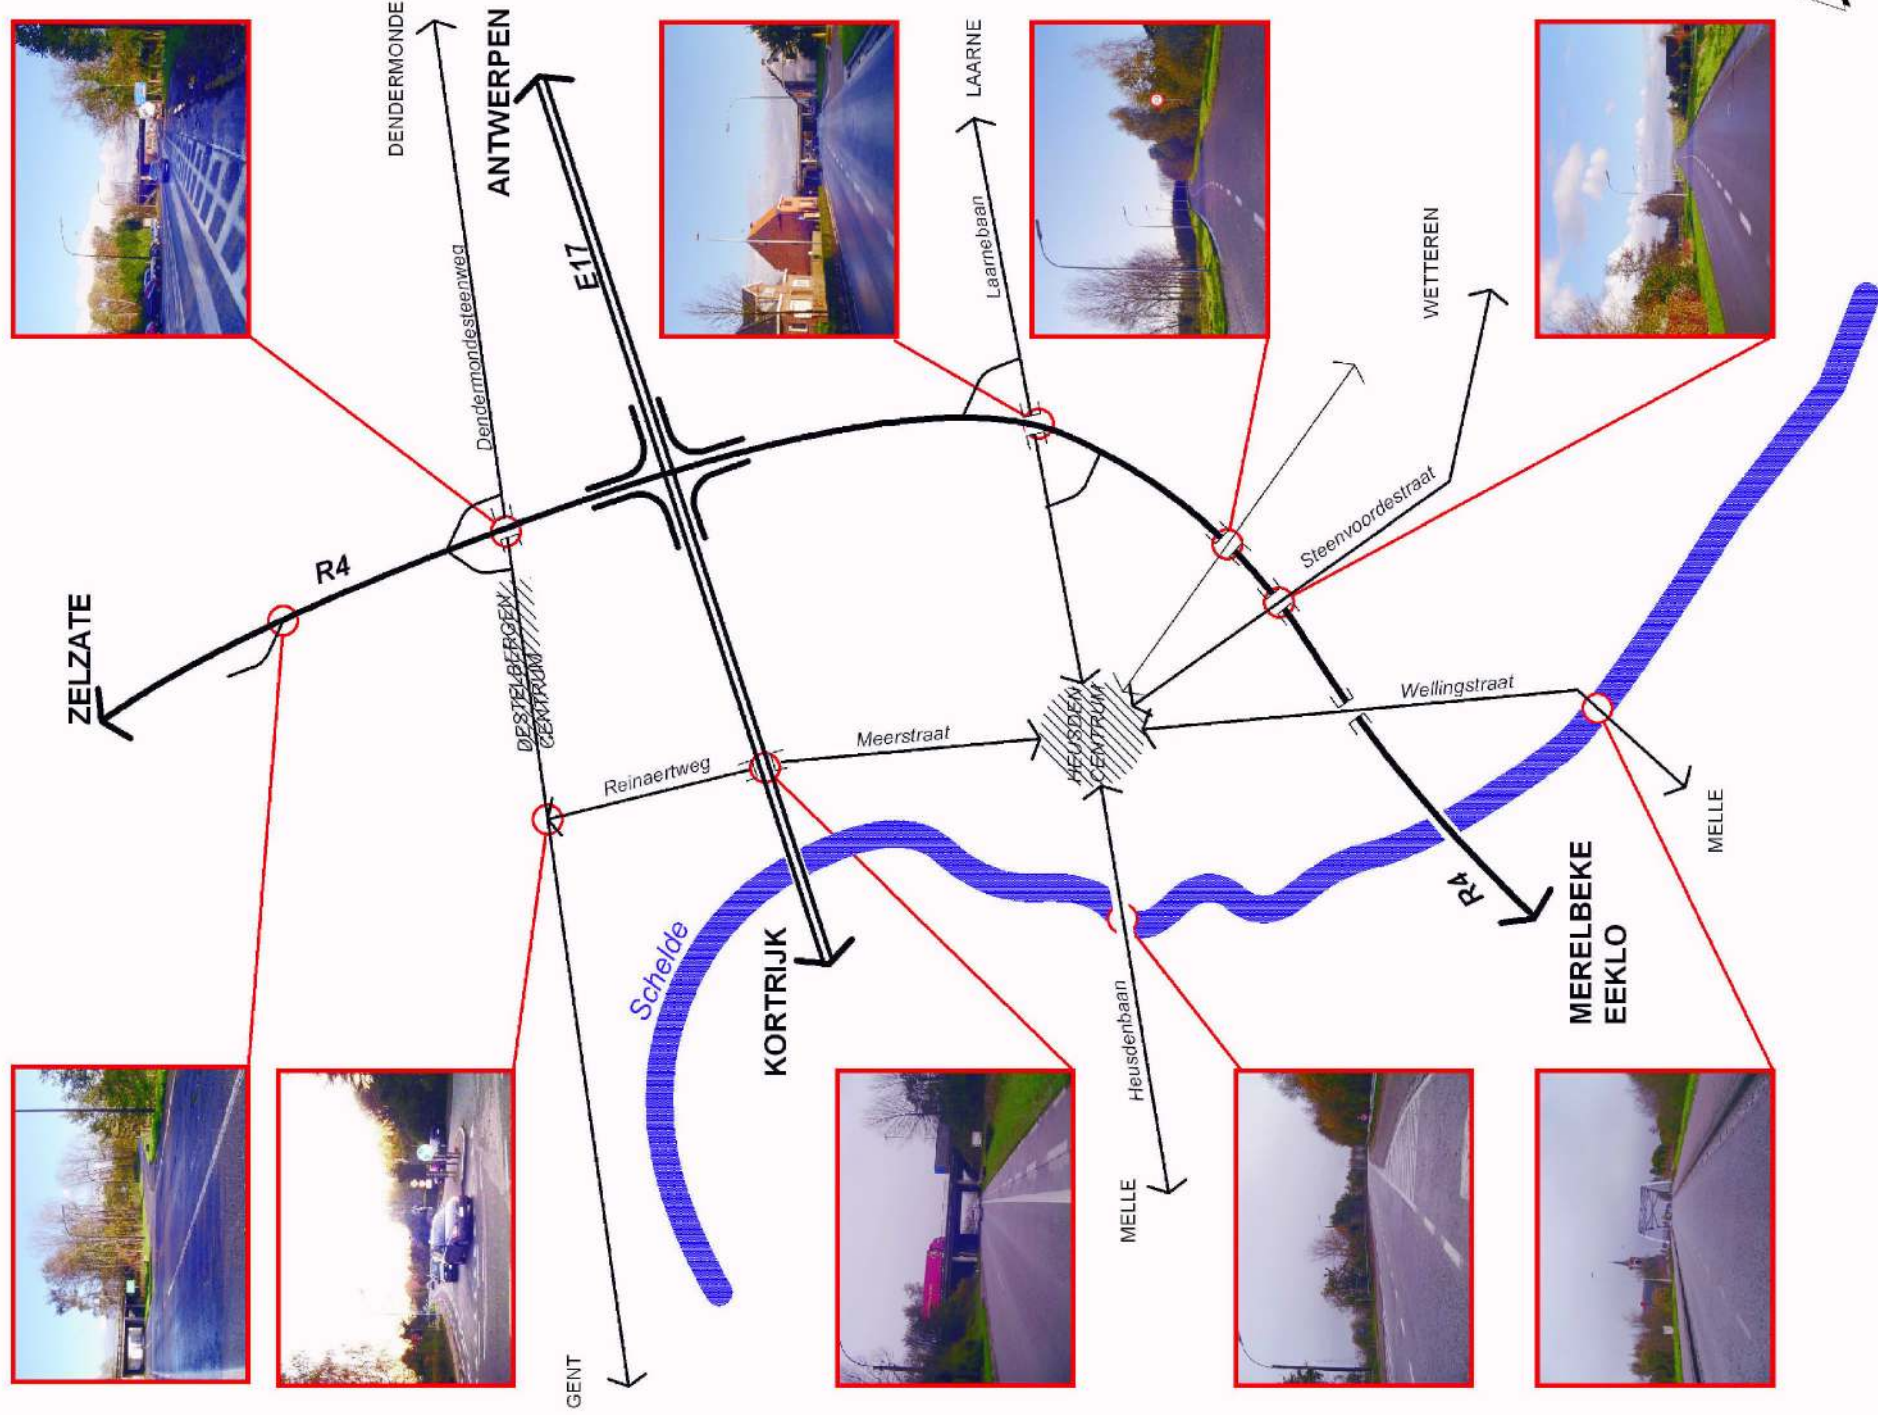 ZELZATE
R4
DENDERMONDE
Dendermondesteenweg
ANTWERPEN
E17
DESTELBERGEN
CENTRUM
Reinaertweg
Meerstraat
GENT
Schelde
KORTRIJK
LAARNE
Laarnebaan
HEUSDEN
CENTRUM
Heusdenbaan
MELLE
WETTEREN
Steenvoordestraat
Wellingstraat
MELLE
R4
MERELBEKE
EEKLO